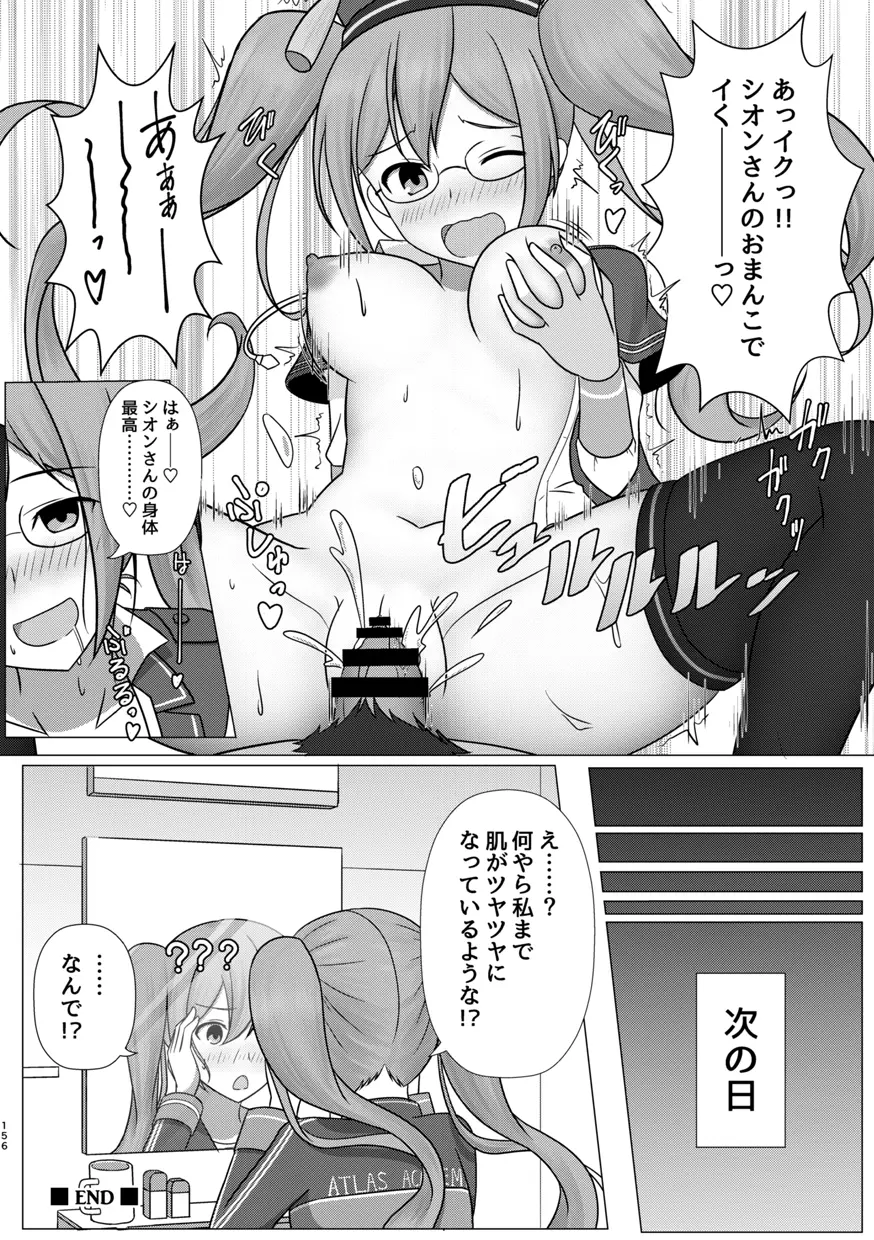 あっイクっ!!
シオンさんのおまんこで
イく――――っ♡
あぁぁ――
――――っ♡
びくっ
びくっ♡
ガクガク
ビュルルルル
ぷしゅっ♡
はぁ――♡
シオンさんの身体
最高…………♡
はーー
ぶるるっ♡
次の日
え……?
何やら私まで
肌がツヤツヤに
なっているような!?
???
……
なんで!?
ATLAS ACADEM
■ END ■
156